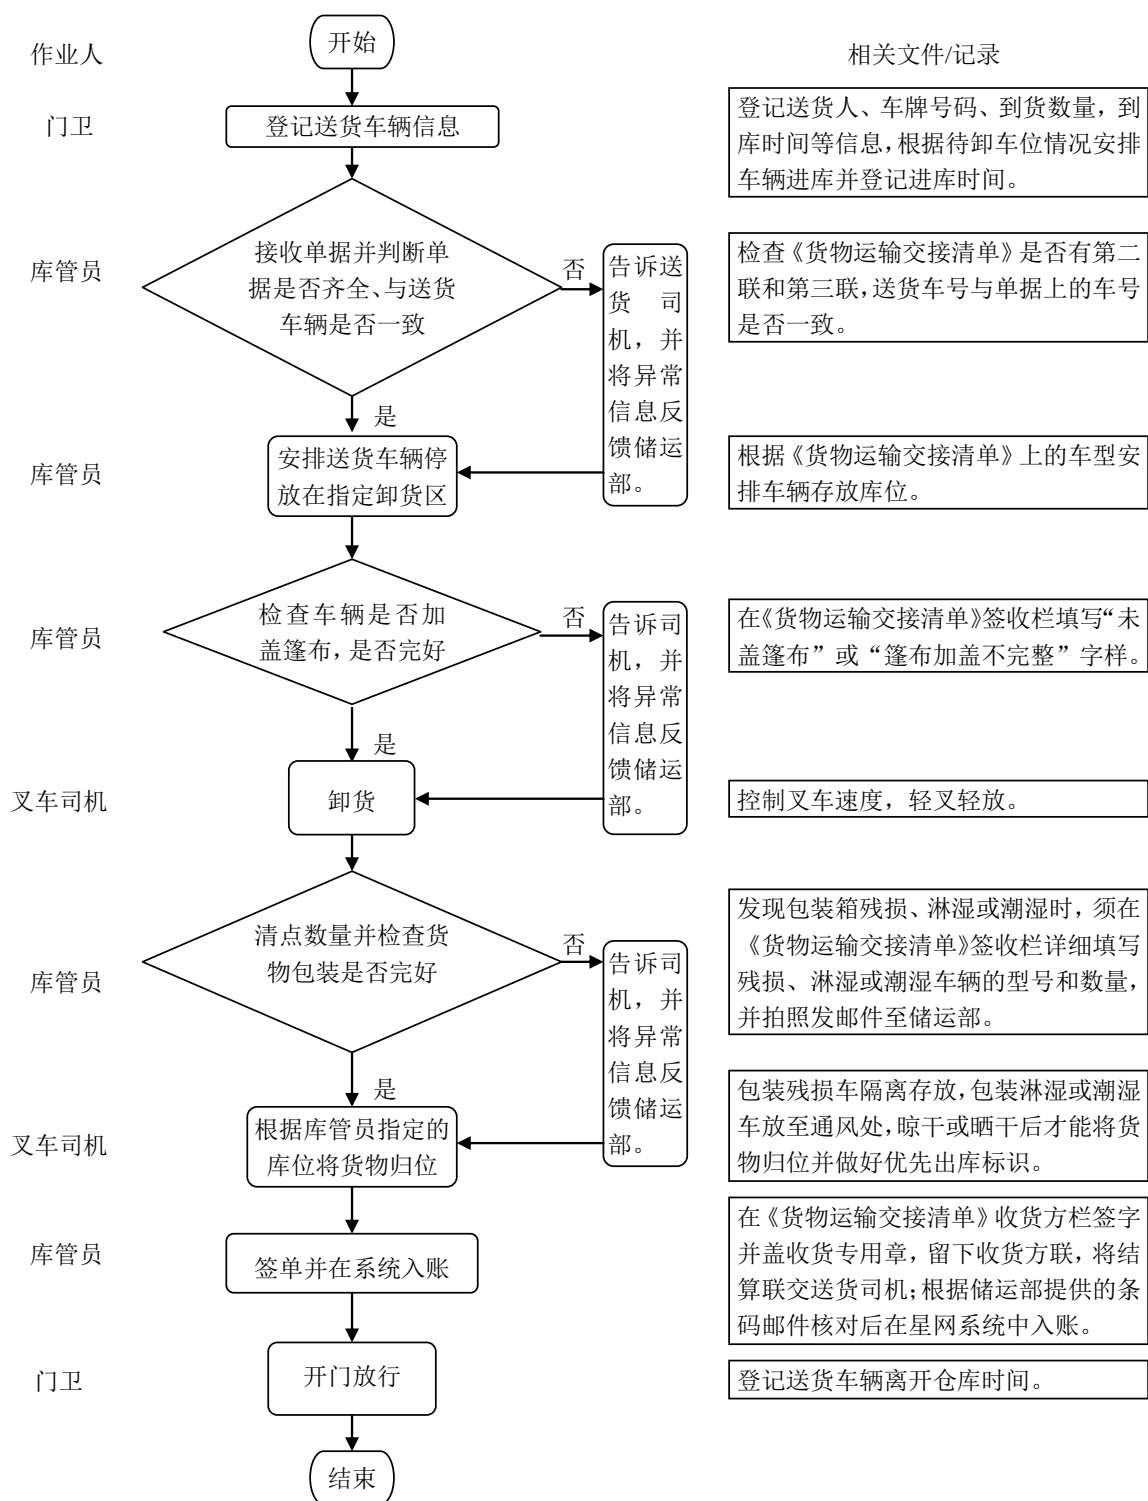 作业人
开始
相关文件/记录
门卫
登记送货车辆信息
登记送货人、车牌号码、到货数量，到
库时间等信息，根据待卸车位情况安排
车辆进库并登记进库时间。
库管员
接收单据并判断单
据是否齐全、与送货
车辆是否一致
否
告诉送
货司
机，并
将异常
信息反
馈储运
部。
检查《货物运输交接清单》是否有第二
联和第三联，送货车号与单据上的车号
是否一致。
是
库管员
安排送货车辆停
放在指定卸货区
根据《货物运输交接清单》上的车型安
排车辆存放库位。
库管员
检查车辆是否加
盖篷布，是否完好
否
告诉司
机，并
将异常
信息反
馈储运
部。
在《货物运输交接清单》签收栏填写“未
盖篷布”或“篷布加盖不完整”字样。
是
叉车司机
卸货
控制叉车速度，轻叉轻放。
库管员
清点数量并检查货
物包装是否完好
否
告诉司
机，并
将异常
信息反
馈储运
部。
发现包装箱残损、淋湿或潮湿时，须在
《货物运输交接清单》签收栏详细填写
残损、淋湿或潮湿车辆的型号和数量，
并拍照发邮件至储运部。
是
叉车司机
根据库管员指定的
库位将货物归位
包装残损车隔离存放，包装淋湿或潮湿
车放至通风处，晾干或晒干后才能将货
物归位并做好优先出库标识。
库管员
签单并在系统入账
在《货物运输交接清单》收货方栏签字
并盖收货专用章，留下收货方联，将结
算联交送货司机；根据储运部提供的条
码邮件核对后在星网系统中入账。
门卫
开门放行
登记送货车辆离开仓库时间。
结束